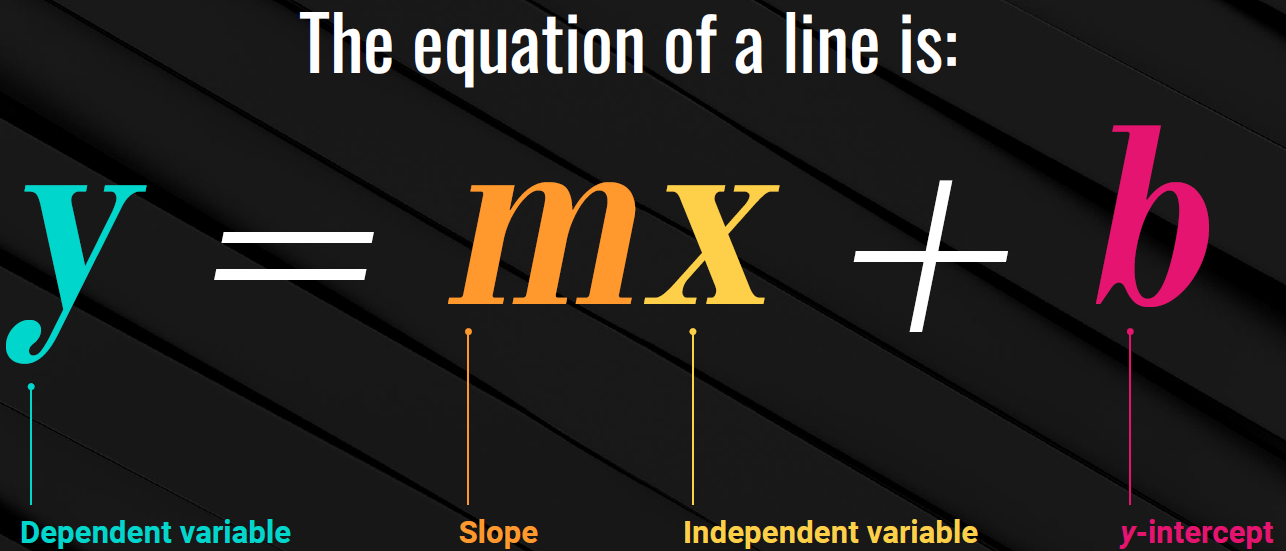 The equation of a line is:
y = mx + b
Dependent variable Slope Independent variable y-intercept